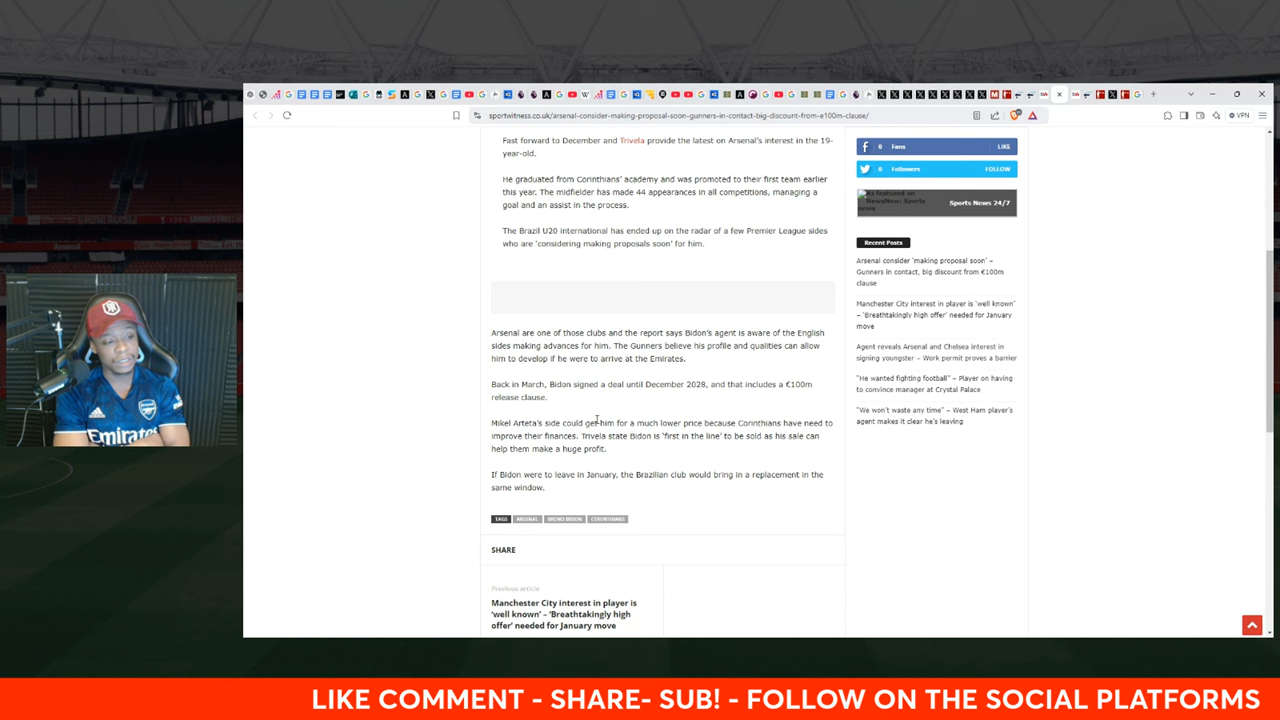 sportwitness.co.uk/arsenal-consider-making-proposal-soon-gunners-in-contact-big-discount-from-e100m-clause/
VPN
Fast forward to December and Trivela provide the latest on Arsenal's interest in the 19-
year-old.
He graduated from Corinthians' academy and was promoted to their first team earlier
this year. The midfielder has made 44 appearances in all competitions, managing a
goal and an assist in the process.
The Brazil U20 international has ended up on the radar of a few Premier League sides
who are 'considering making proposals soon' for him.
Arsenal are one of those clubs and the report says Bidon's agent is aware of the English
sides making advances for him. The Gunners believe his profile and qualities can allow
him to develop if he were to arrive at the Emirates.
Back in March, Bidon signed a deal until December 2028, and that includes a €100m
release clause.
Mikel Arteta's side could get him for a much lower price because Corinthians have need to
improve their finances. Trivela state Bidon is 'first in the line' to be sold as his sale can
help them make a huge profit.
If Bidon were to leave in January, the Brazilian club would bring in a replacement in the
same window.
TAGS ARSENAL BRENO BIDON CORINTHIANS
SHARE
Previous article
Manchester City interest in player is
'well known' – 'Breathtakingly high
offer' needed for January move
0 Fans LIKE
0 Followers FOLLOW
As featured on
NewsNow: Sports
news
Sports News 24/7
Recent Posts
Arsenal consider 'making proposal soon' –
Gunners in contact, big discount from €100m
clause
Manchester City interest in player is 'well known'
– 'Breathtakingly high offer' needed for January
move
Agent reveals Arsenal and Chelsea interest in
signing youngster – Work permit proves a barrier
"He wanted fighting football" – Player on having
to convince manager at Crystal Palace
"We won't waste any time" – West Ham player's
agent makes it clear he's leaving
Emirates
LIKE COMMENT - SHARE- SUB! - FOLLOW ON THE SOCIAL PLATFORMS